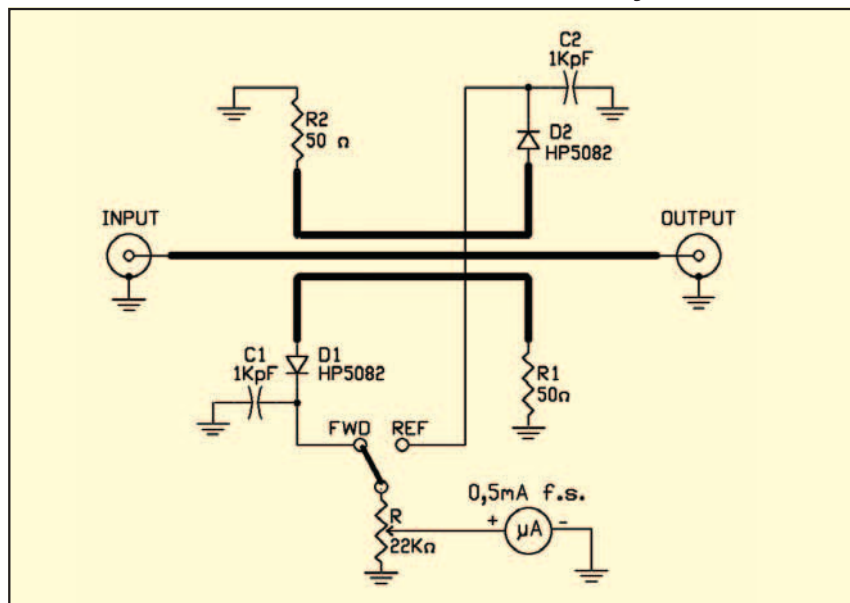 C2
1KpF
R2
50 Ω
D2
HP5082
INPUT
OUTPUT
C1
1KpF
D1
HP5082
R1
50Ω
FWD REF
0,5mA f.s.
R
22KΩ
+ μA -